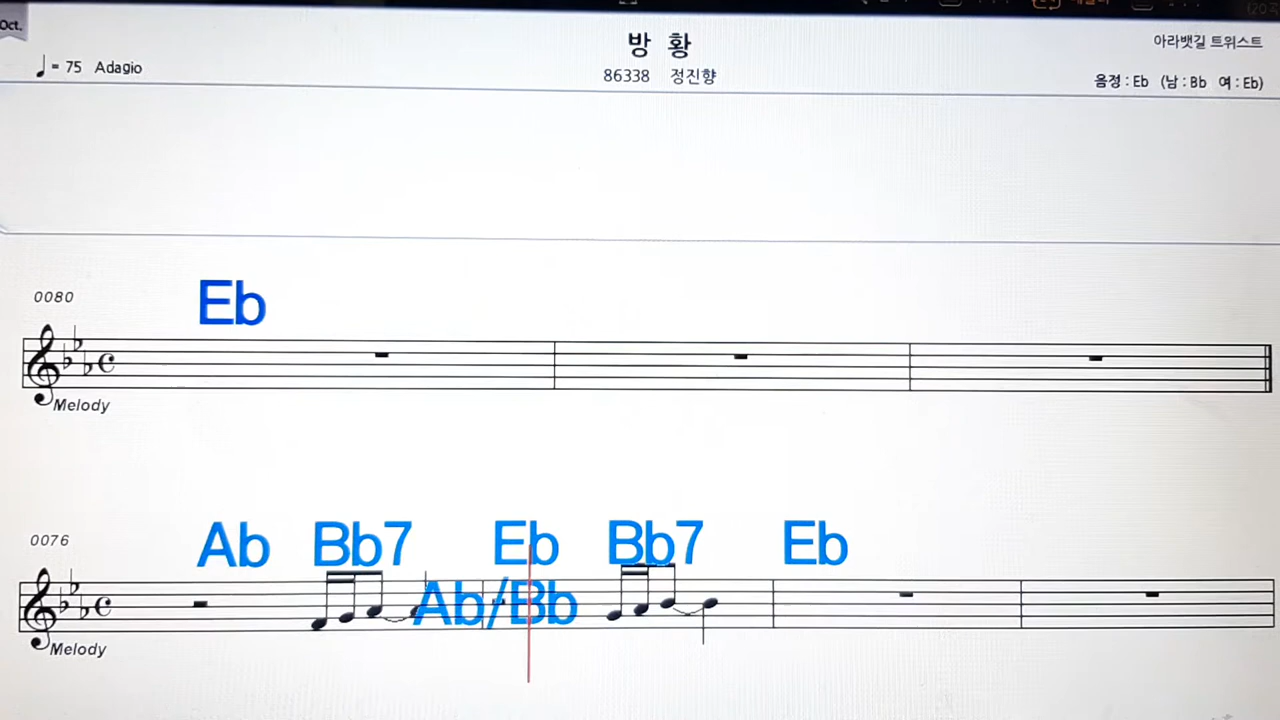 Oct.
방 황
아라뱃길 트위스트
♩= 75 Adagio
86338 정진향
음정 : Eb (남 : Bb 여 : Eb)
0080
Eb
Melody
0076
Ab Bb7 Eb Bb7 Eb
Ab/Bb
Melody